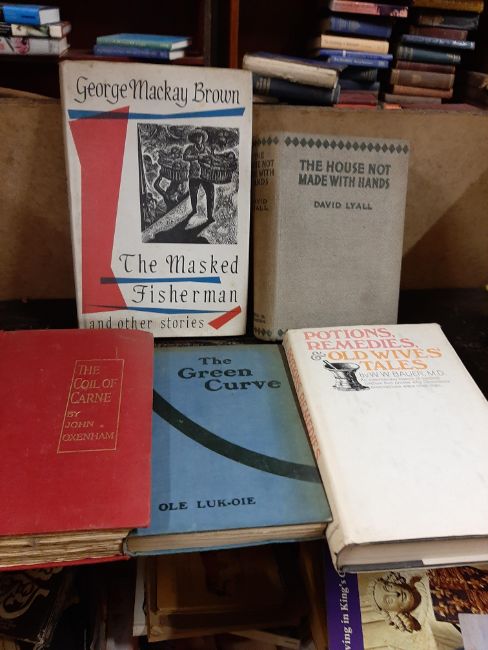 George Mackay Brown
The Masked
Fisherman
and other stories
THE HOUSE NOT
MADE WITH HANDS
DAVID LYALL
THE COIL OF
CARNE
BY
JOHN
OXENHAM
The
Green
Curve
OLE LUK-OIE
POTIONS,
REMEDIES,
& OLD WIVES'
TALES
by W.W. BAUER, M.D.